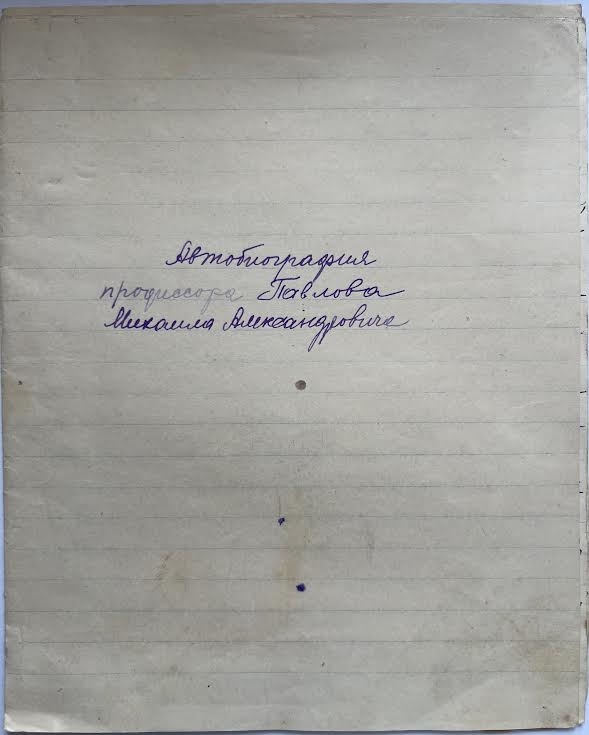 Автобиография
профессора Павлова
Михаила Александровича